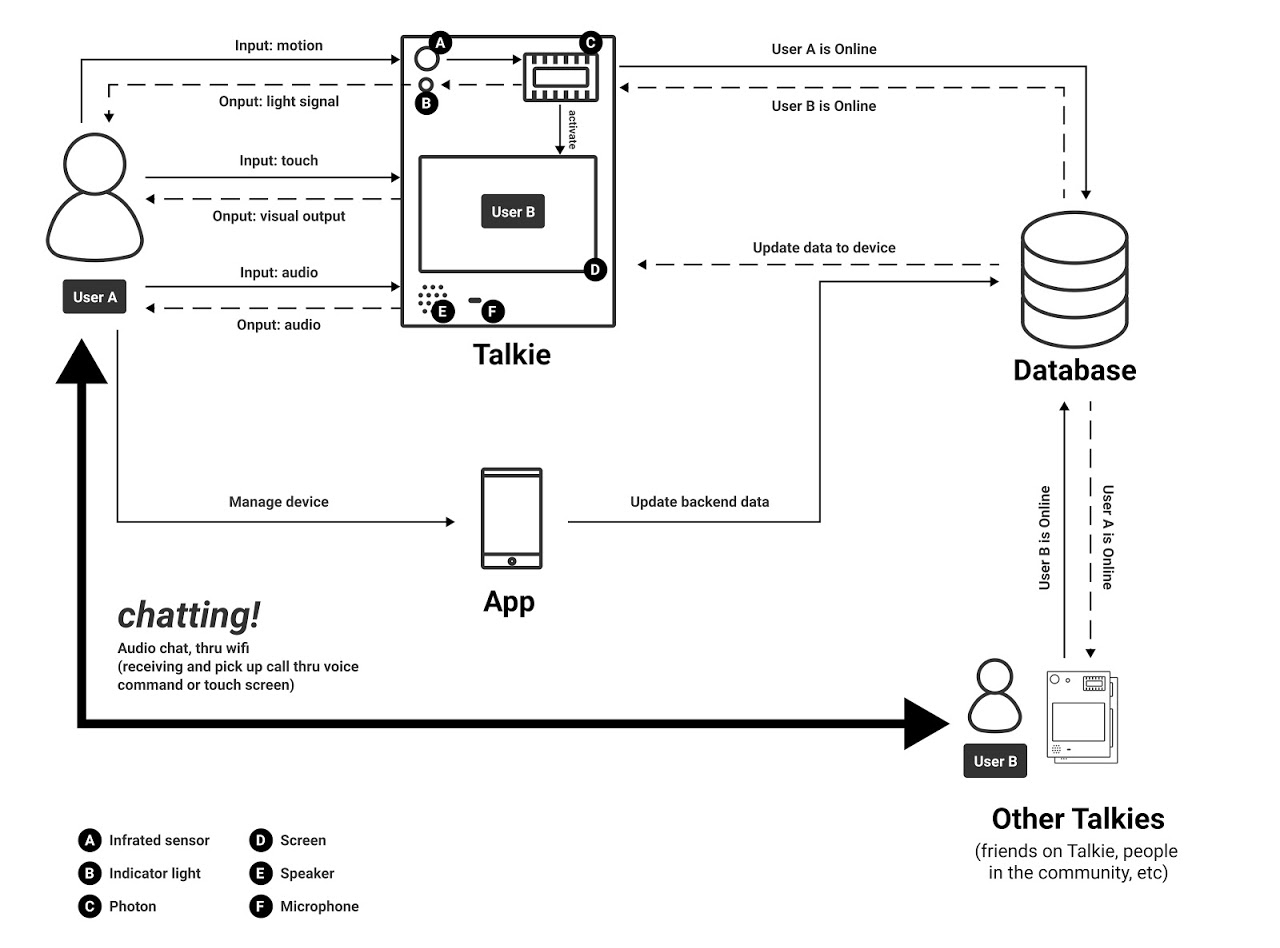 Input: motion
A
C
User A is Online
Onput: light signal
B
User B is Online
activate
Input: touch
Onput: visual output
User B
Update data to device
D
Input: audio
User A
E
F
Onput: audio
Talkie
Database
Manage device
Update backend data
User B is Online
User A is Online
App
chatting!
Audio chat, thru wifi
(receiving and pick up call thru voice
command or touch screen)
User B
Other Talkies
(friends on Talkie, people
in the community, etc)
A Infrated sensor
B Indicator light
C Photon
D Screen
E Speaker
F Microphone